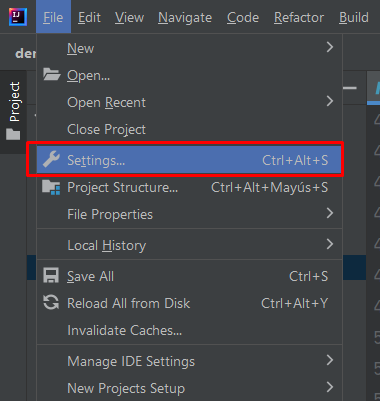 IJ File Edit View Navigate Code Refactor Build
Project
New
Open...
Open Recent
Close Project
Settings... Ctrl+Alt+S
Project Structure... Ctrl+Alt+Mayús+S
File Properties
Local History
Save All Ctrl+S
Reload All from Disk Ctrl+Alt+Y
Invalidate Caches...
Manage IDE Settings
New Projects Setup